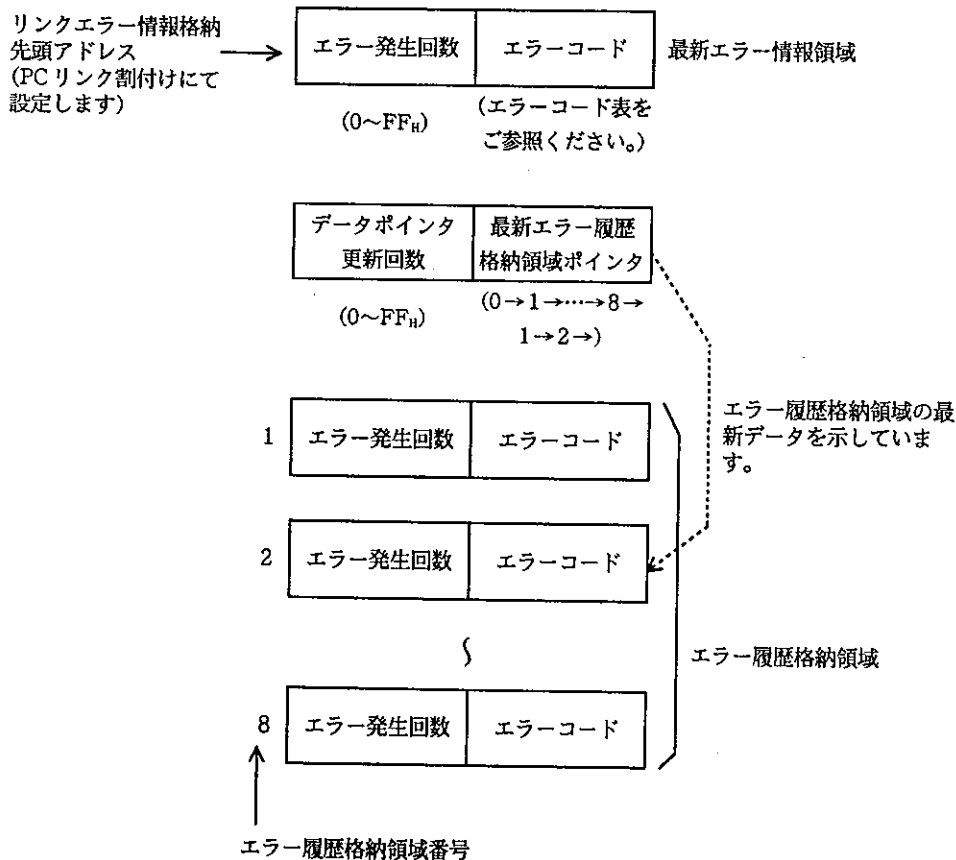 リンクエラー情報格納
先頭アドレス
(PCリンク割付けにて
設定します)
エラー発生回数
エラーコード
最新エラー情報領域
(0～FFH)
(エラーコード表を
ご参照ください。)
データポインタ
更新回数
最新エラー履歴
格納領域ポインタ
(0～FFH)
(0→1→…→8→
1→2→)
エラー履歴格納領域の最
新データを示していま
す。
1
エラー発生回数
エラーコード
2
エラー発生回数
エラーコード
エラー履歴格納領域
8
エラー発生回数
エラーコード
エラー履歴格納領域番号